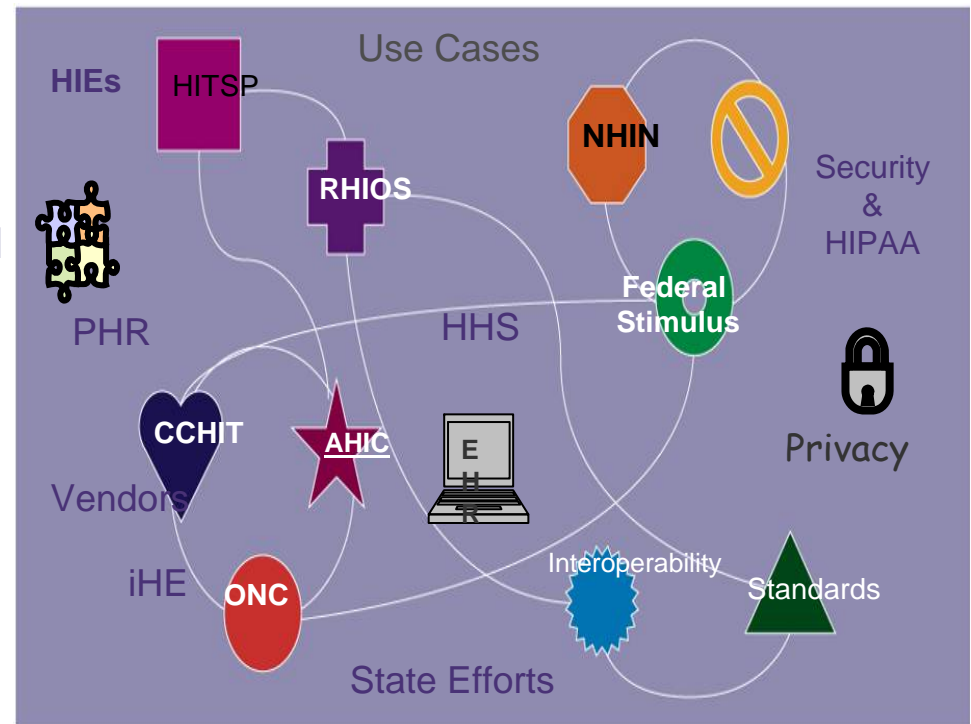 Use Cases
HIEs
HITSP
NHIN
RHIOS
Security
&
HIPAA
Federal
Stimulus
PHR
HHS
CCHIT
AHIC
E
H
R
Privacy
Vendors
iHE
ONC
Interoperability
Standards
State Efforts